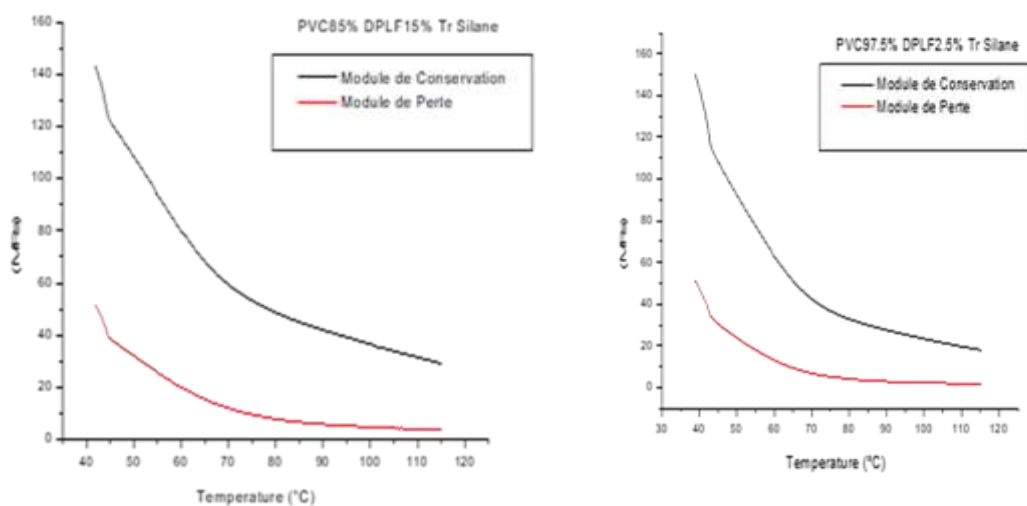 PVC85% DPLF15% Tr Silane
Module de Conservation
Module de Perte
160
140
120
100
80
60
40
20
0
40 50 60 70 80 90 100 110 120
Temperature (°C)
PVC97.5% DPLF2.5% Tr Silane
Module de Conservation
Module de Perte
160
140
120
100
80
60
40
20
0
30 40 50 60 70 80 90 100 110 120
Temperature (°C)